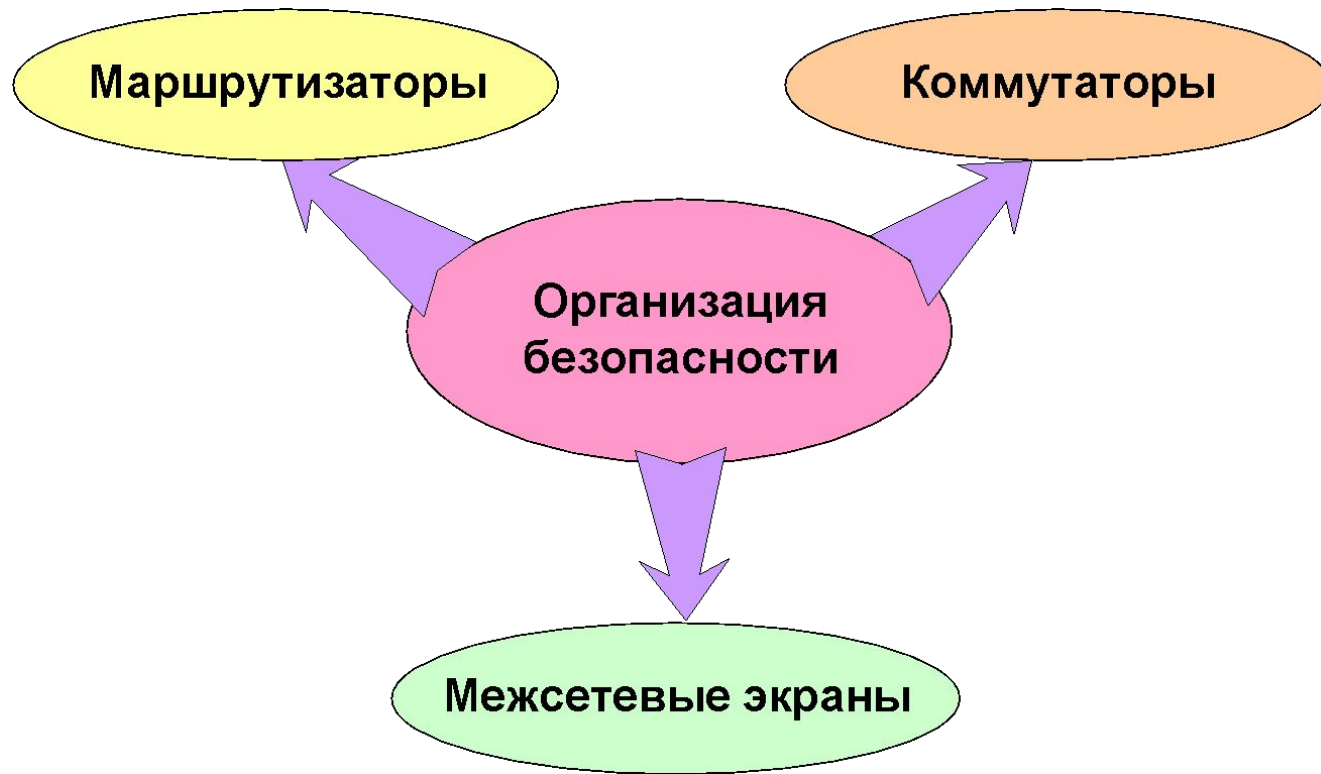 Маршрутизаторы
Коммутаторы
Организация
безопасности
Межсетевые экраны